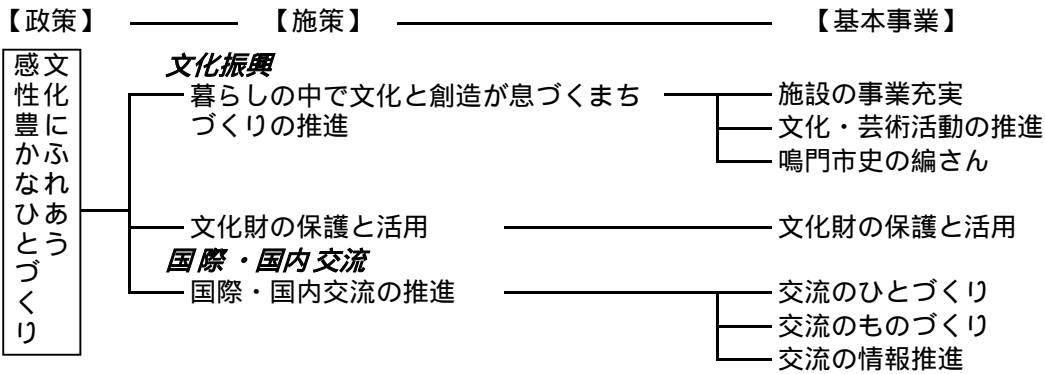 【政策】 【施策】 【基本事業】
文化にふれあう
感性豊かなひとづくり
文化振興
暮らしの中で文化と創造が息づくまち
づくりの推進
施設の事業充実
文化・芸術活動の推進
鳴門市史の編さん
文化財の保護と活用
文化財の保護と活用
国際・国内交流
国際・国内交流の推進
交流のひとづくり
交流のものづくり
交流の情報推進